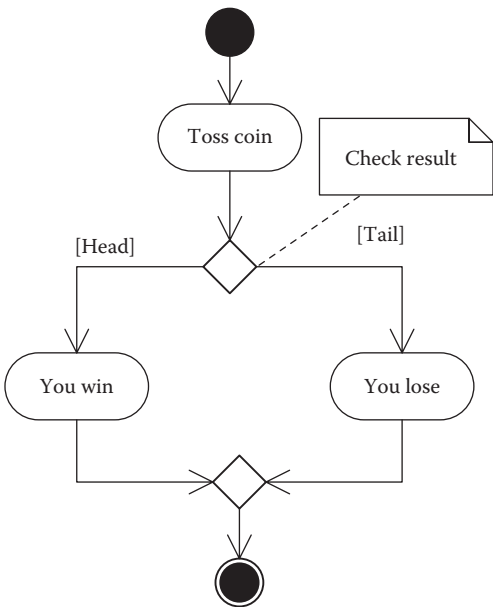 Toss coin
Check result
[Head]
[Tail]
You win
You lose